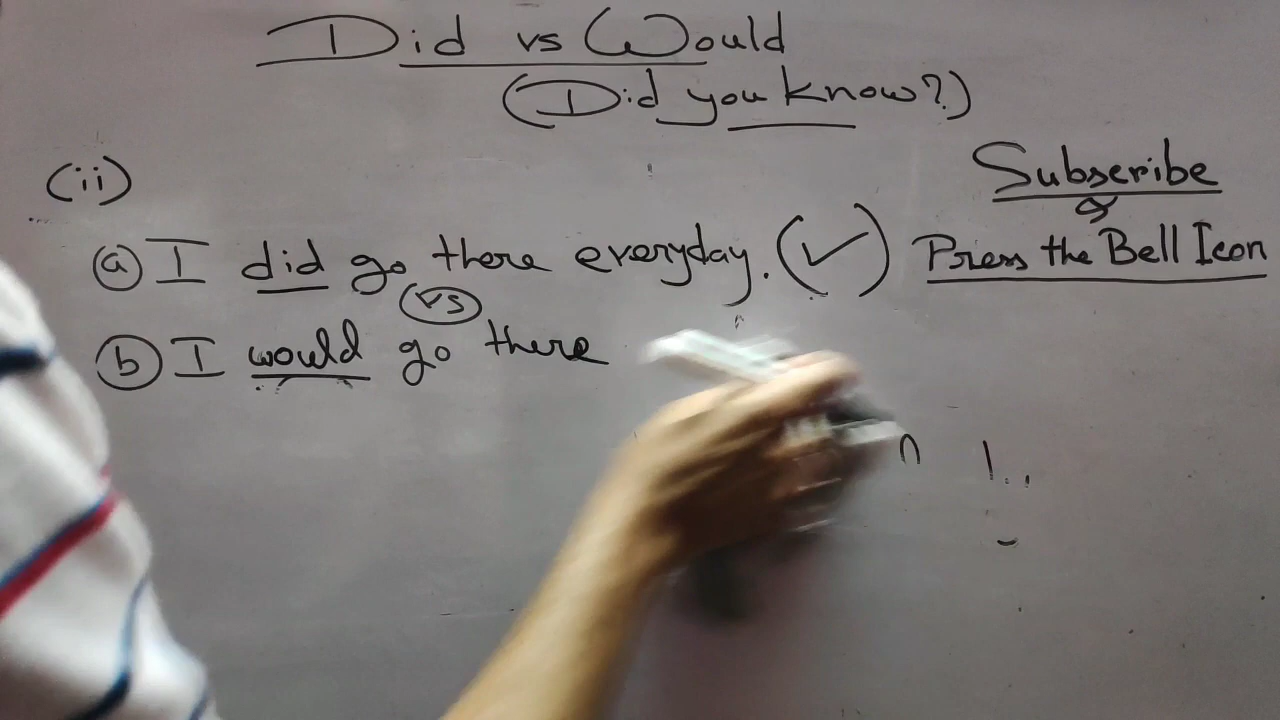 Did vs Would
(Did you know?)
(ii)
Subscribe
&
(a) I did go there everyday. (✓)
Press the Bell Icon
(vs)
(b) I would go there